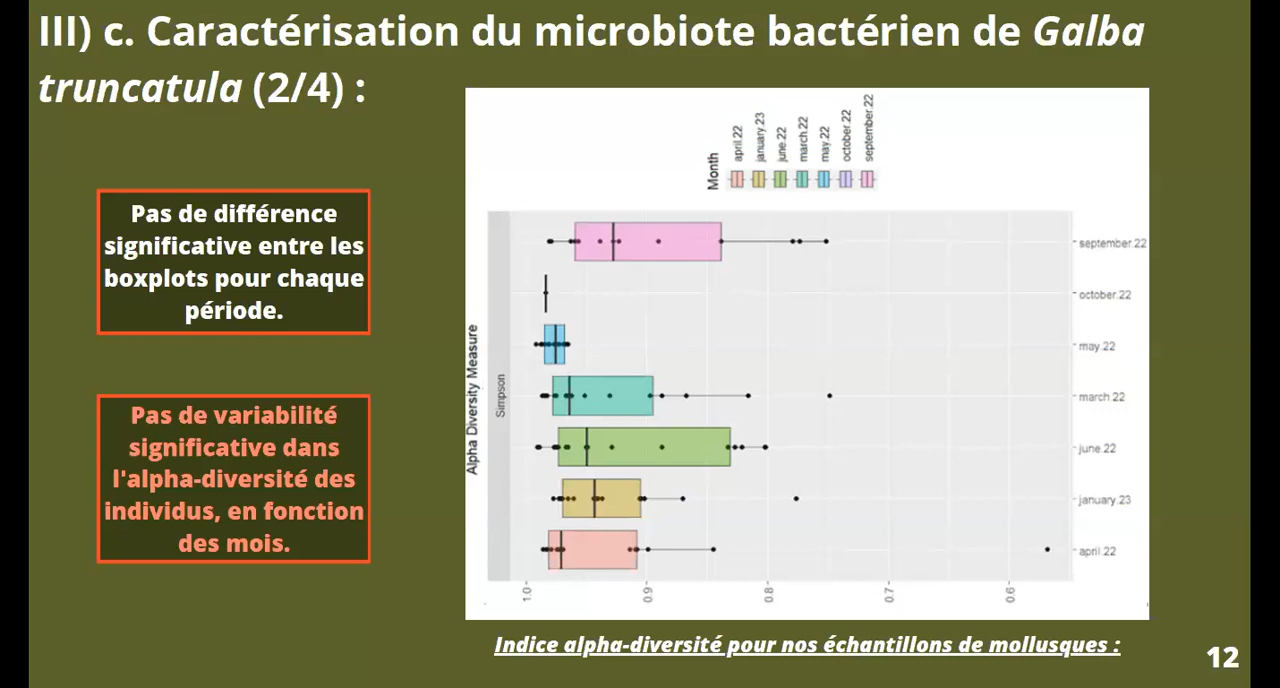 III) c. Caractérisation du microbiote bactérien de Galba
truncatula (2/4) :
Pas de différence
significative entre les
boxplots pour chaque
période.
Pas de variabilité
significative dans
l'alpha-diversité des
individus, en fonction
des mois.
Month
april.22
january.23
june.22
march.22
may.22
october.22
september.22
Alpha Diversity Measure
Simpson
september.22
october.22
may.22
march.22
june.22
january.23
april.22
1.0
0.9
0.8
0.7
0.6
Indice alpha-diversité pour nos échantillons de mollusques :
12